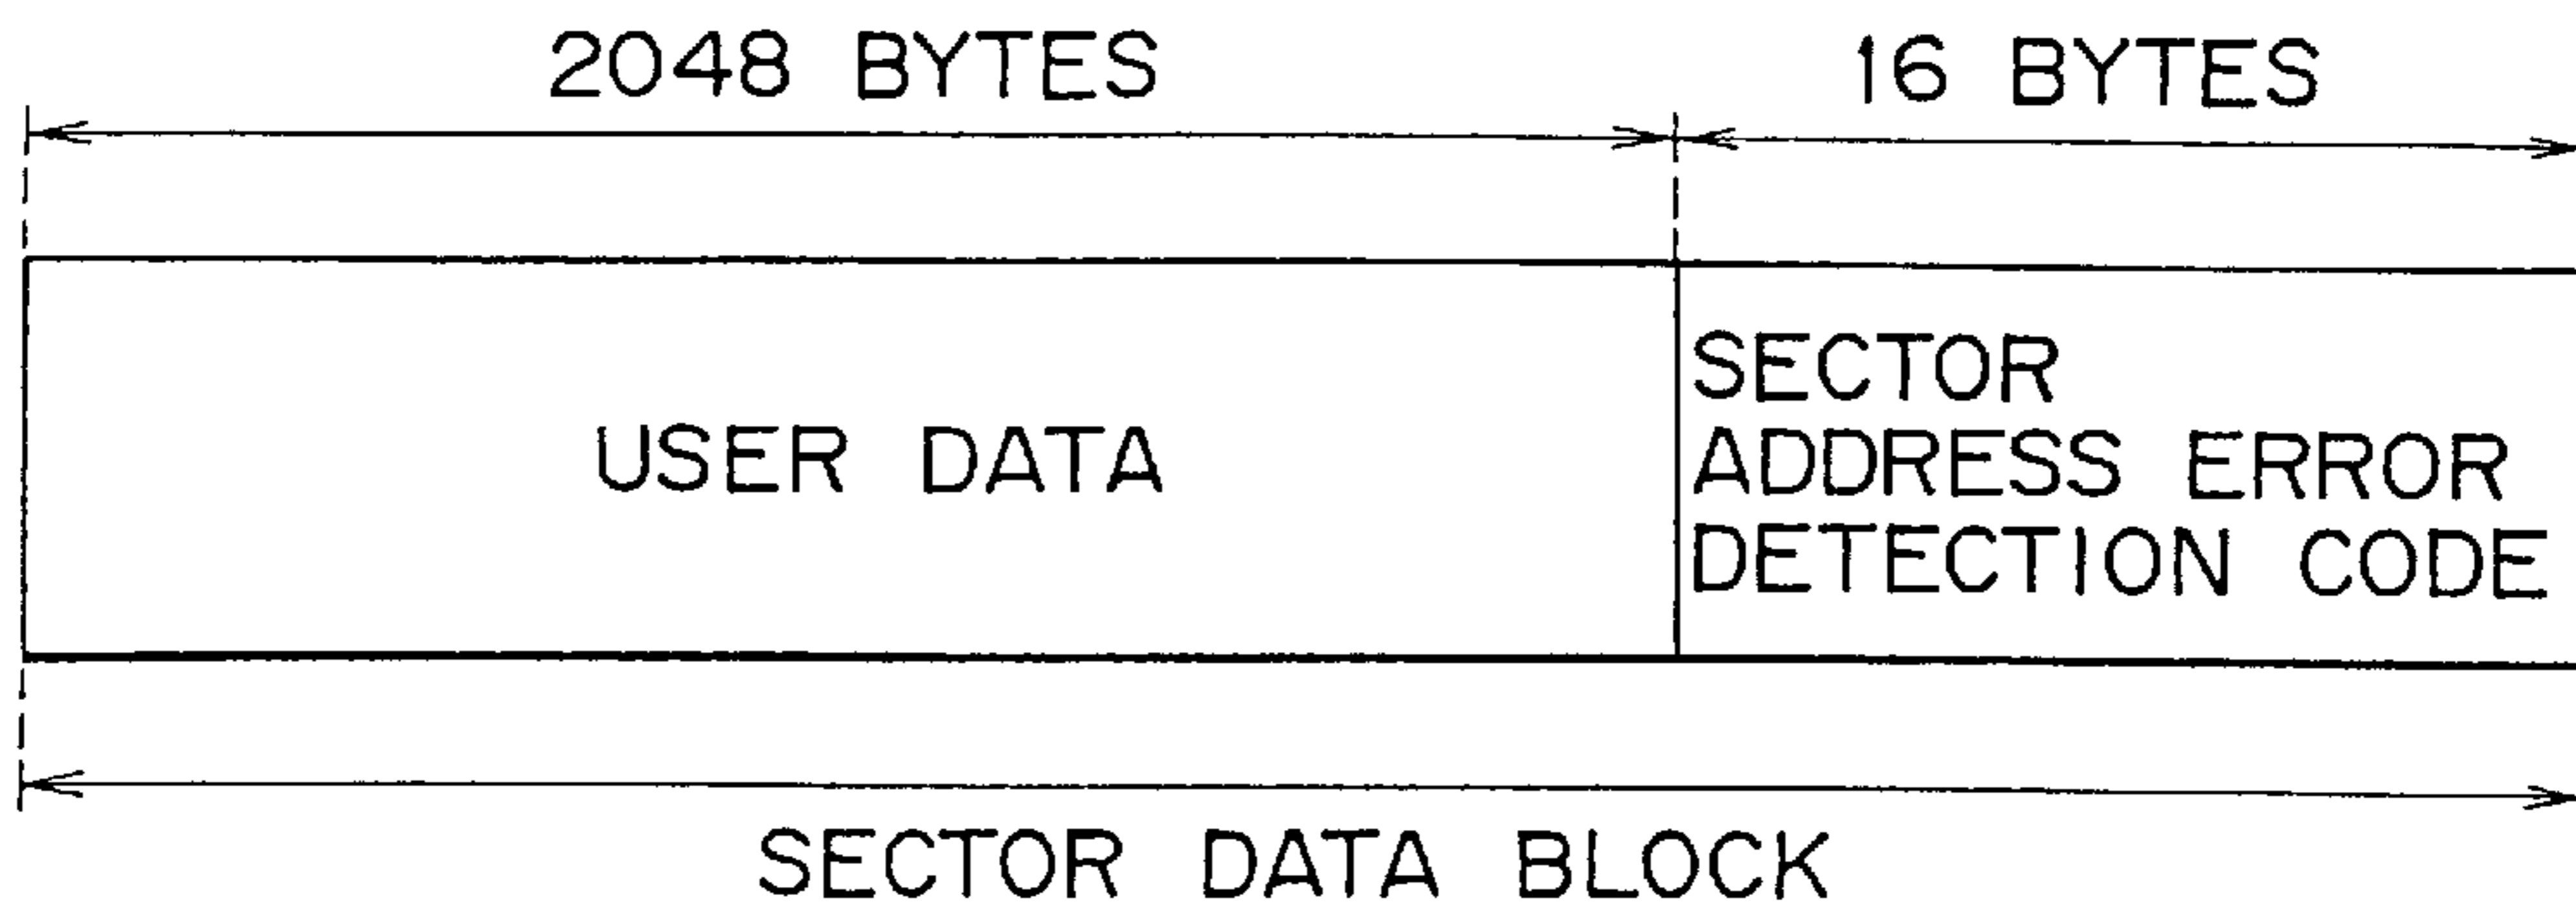 2048 BYTES
16 BYTES
USER DATA
SECTOR
ADDRESS ERROR
DETECTION CODE
SECTOR DATA BLOCK